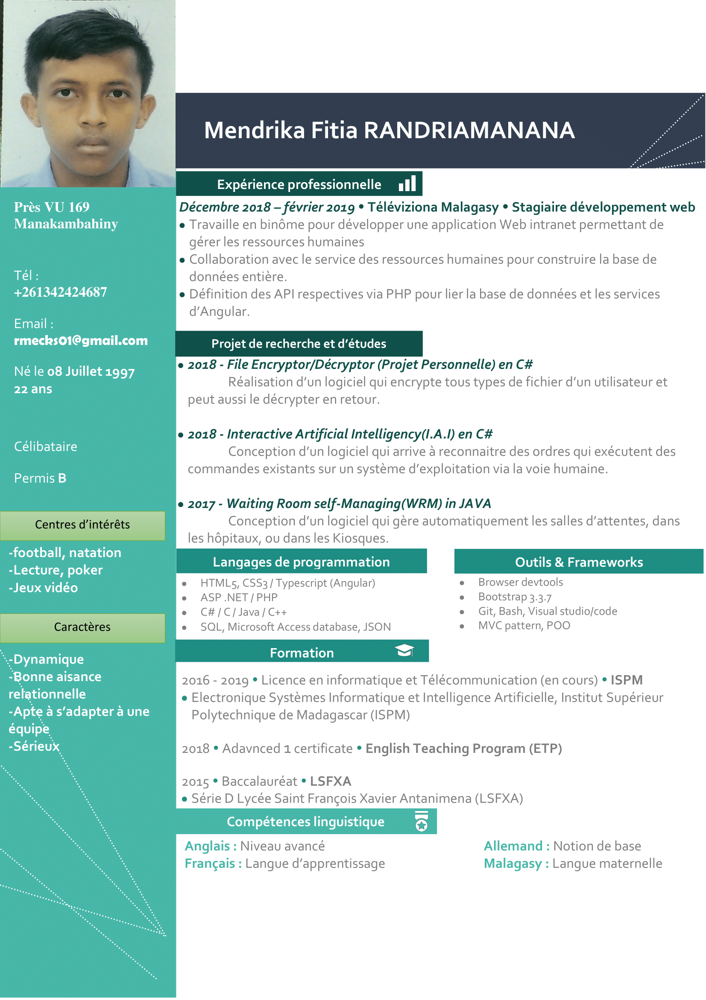 Mendrika Fitia RANDRIAMANANA
Près VU 169
Manakambahiny
Tél :
+261342424687
Email :
rmecks01@gmail.com
Né le 08 Juillet 1997
22 ans
Célibataire
Permis B
Centres d’intérêts
-football, natation
-Lecture, poker
-Jeux vidéo
Caractères
-Dynamique
-Bonne aisance
relationnelle
-Apte à s’adapter à une
équipe
-Sérieux
Expérience professionnelle
Décembre 2018 – février 2019 • Téléviziona Malagasy • Stagiaire développement web
• Travaille en binôme pour développer une application Web intranet permettant de
gérer les ressources humaines
• Collaboration avec le service des ressources humaines pour construire la base de
données entière.
• Définition des API respectives via PHP pour lier la base de données et les services
d’Angular.
Projet de recherche et d’études
• 2018 - File Encryptor/Décryptor (Projet Personnelle) en C#
Réalisation d’un logiciel qui encrypte tous types de fichier d’un utilisateur et
peut aussi le décrypter en retour.
• 2018 - Interactive Artificial Intelligency(I.A.I) en C#
Conception d’un logiciel qui arrive à reconnaitre des ordres qui exécutent des
commandes existants sur un système d’exploitation via la voie humaine.
• 2017 - Waiting Room self-Managing(WRM) in JAVA
Conception d’un logiciel qui gère automatiquement les salles d’attentes, dans
les hôpitaux, ou dans les Kiosques.
Langages de programmation
• HTML5, CSS3 / Typescript (Angular)
• ASP .NET / PHP
• C# / C / Java / C++
• SQL, Microsoft Access database, JSON
Outils & Frameworks
• Browser devtools
• Bootstrap 3.3.7
• Git, Bash, Visual studio/code
• MVC pattern, POO
Formation
2016 - 2019 • Licence en informatique et Télécommunication (en cours) • ISPM
• Electronique Systèmes Informatique et Intelligence Artificielle, Institut Supérieur
Polytechnique de Madagascar (ISPM)
2018 • Adavnced 1 certificate • English Teaching Program (ETP)
2015 • Baccalauréat • LSFXA
• Série D Lycée Saint François Xavier Antanimena (LSFXA)
Compétences linguistique
Anglais : Niveau avancé
Français : Langue d’apprentissage
Allemand : Notion de base
Malagasy : Langue maternelle